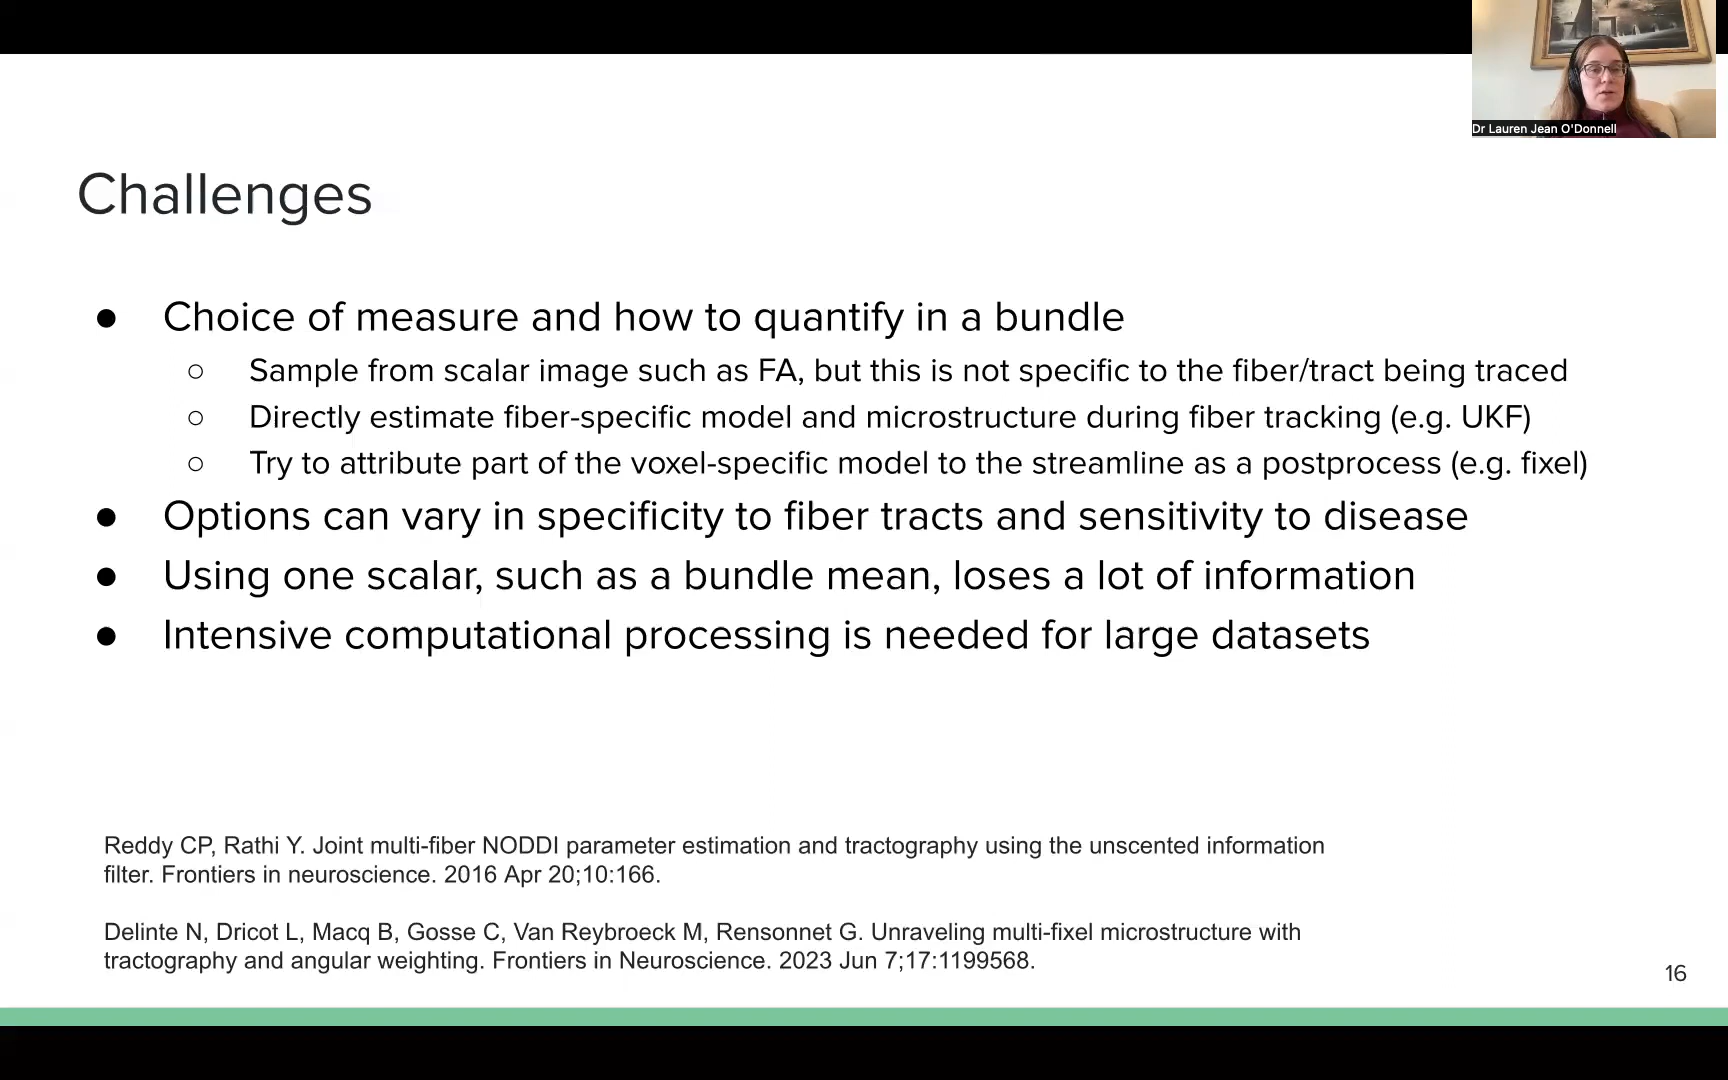 Dr Lauren Jean O'Donnell
Challenges
● Choice of measure and how to quantify in a bundle
○ Sample from scalar image such as FA, but this is not specific to the fiber/tract being traced
○ Directly estimate fiber-specific model and microstructure during fiber tracking (e.g. UKF)
○ Try to attribute part of the voxel-specific model to the streamline as a postprocess (e.g. fixel)
● Options can vary in specificity to fiber tracts and sensitivity to disease
● Using one scalar, such as a bundle mean, loses a lot of information
● Intensive computational processing is needed for large datasets
Reddy CP, Rathi Y. Joint multi-fiber NODDI parameter estimation and tractography using the unscented information
filter. Frontiers in neuroscience. 2016 Apr 20;10:166.
Delinte N, Dricot L, Macq B, Gosse C, Van Reybroeck M, Rensonnet G. Unraveling multi-fixel microstructure with
tractography and angular weighting. Frontiers in Neuroscience. 2023 Jun 7;17:1199568.
16